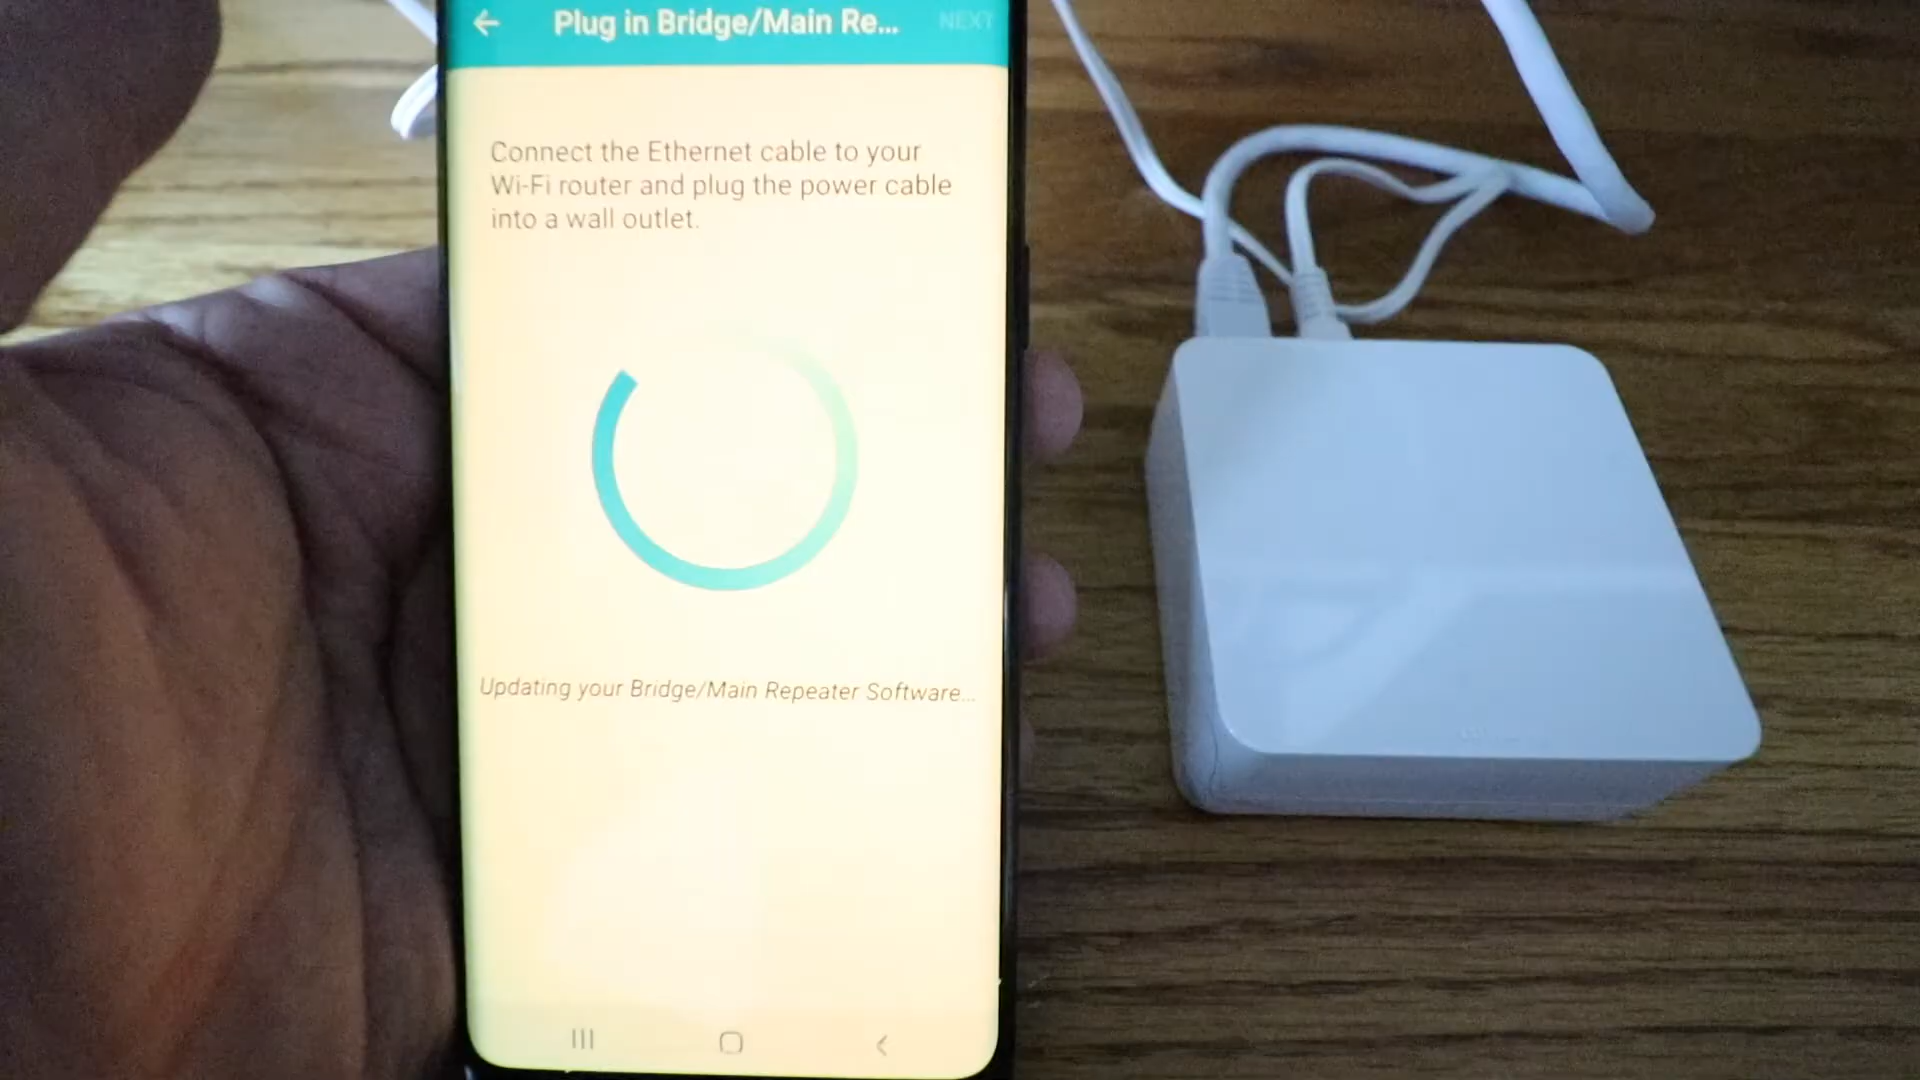 Plug in Bridge/Main Re...
NEXT
Connect the Ethernet cable to your
Wi-Fi router and plug the power cable
into a wall outlet.
Updating your Bridge/Main Repeater Software...